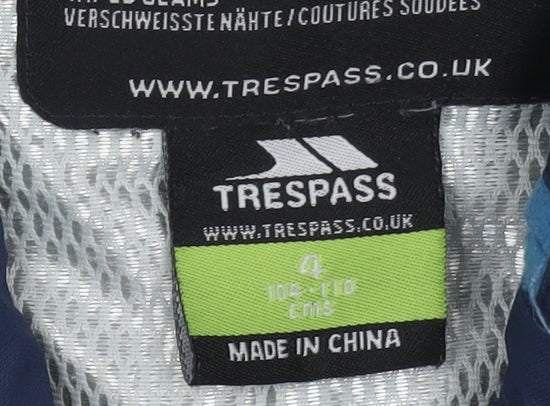 VERSCHWEISSTE NÄHTE/COUTURES SOUDÉES
WWW.TRESPASS.CO.UK
TRESPASS
WWW.TRESPASS.CO.UK
4
104-110
cms
MADE IN CHINA